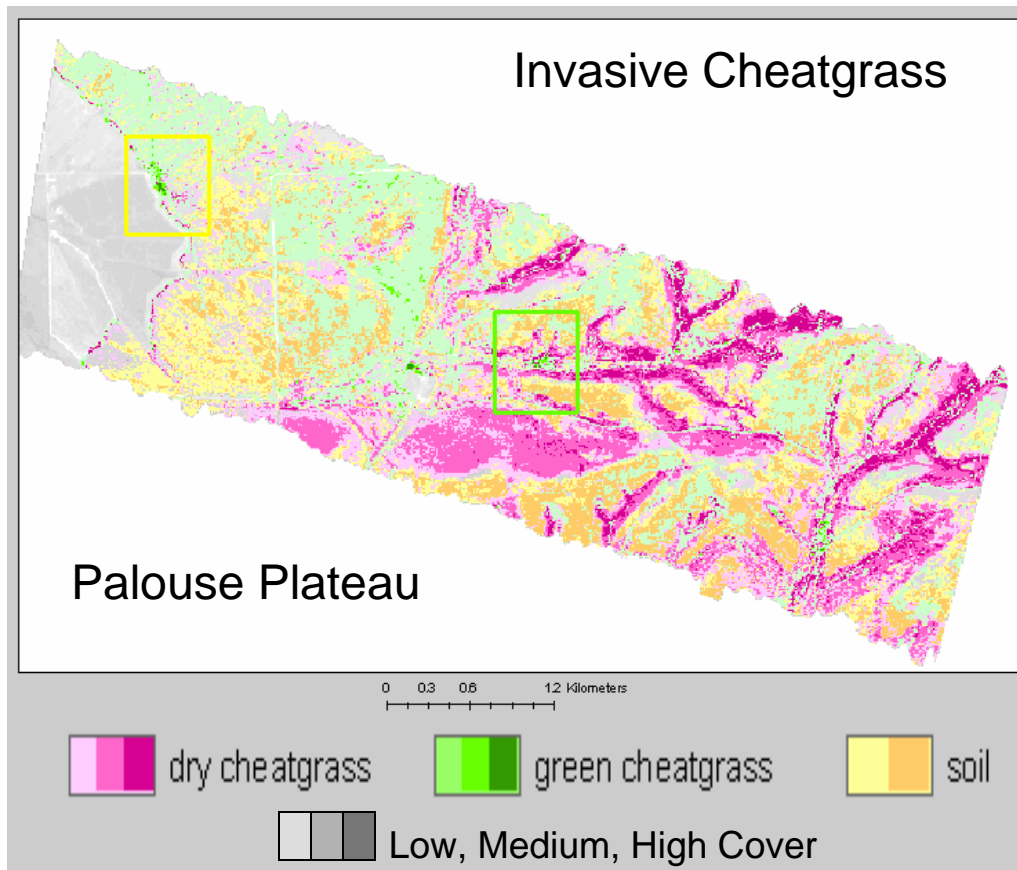 Invasive Cheatgrass
Palouse Plateau
0 0.3 0.6 1.2 Kilometers
dry cheatgrass green cheatgrass soil
Low, Medium, High Cover